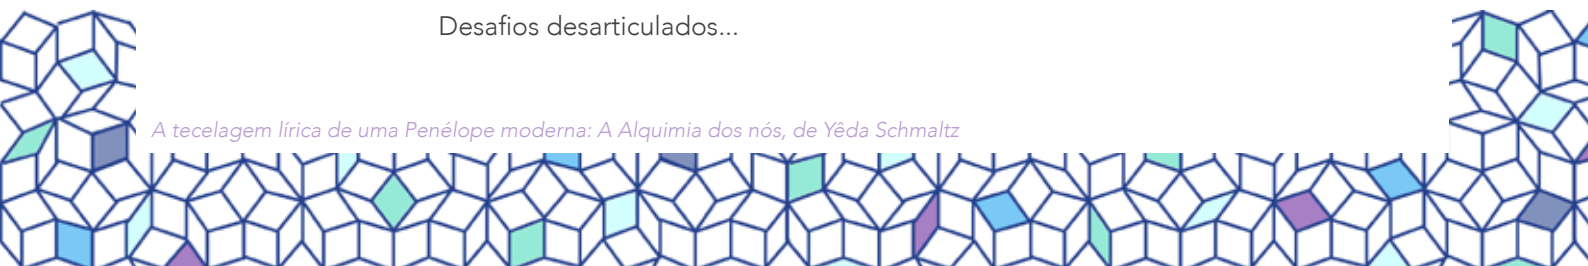 Desafios desarticulados...
A tecelagem lírica de uma Penélope moderna: A Alquimia dos nós, de Yêda Schmaltz